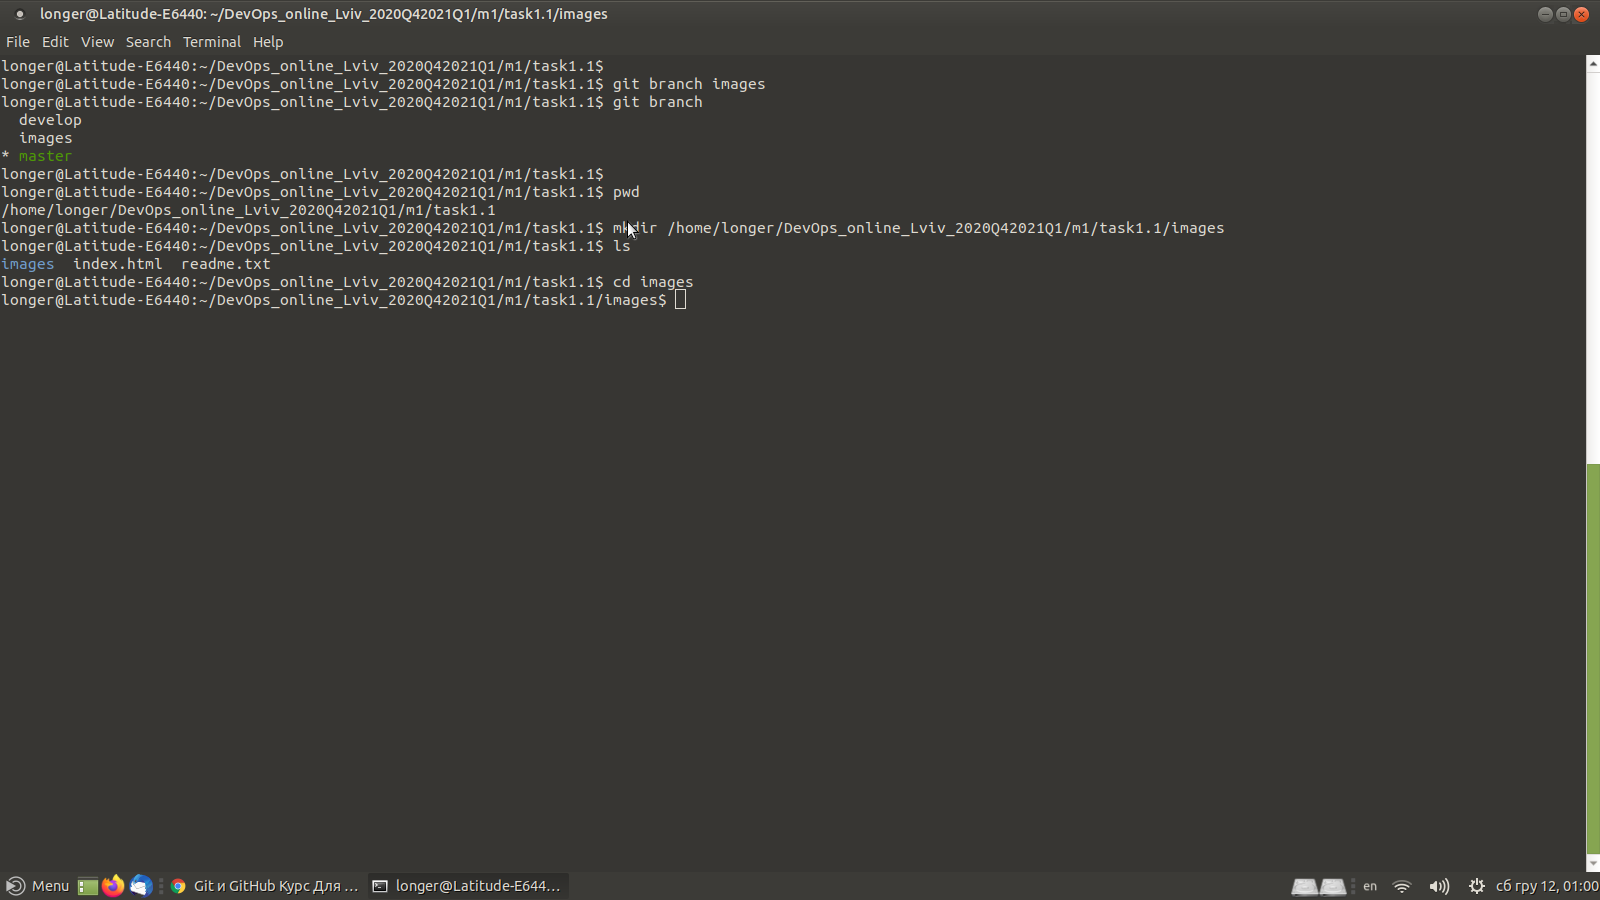 longer@Latitude-E6440: ~/DevOps_online_Lviv_2020Q42021Q1/m1/task1.1/images
File Edit View Search Terminal Help
longer@Latitude-E6440:~/DevOps_online_Lviv_2020Q42021Q1/m1/task1.1$
longer@Latitude-E6440:~/DevOps_online_Lviv_2020Q42021Q1/m1/task1.1$ git branch images
longer@Latitude-E6440:~/DevOps_online_Lviv_2020Q42021Q1/m1/task1.1$ git branch
develop
images
* master
longer@Latitude-E6440:~/DevOps_online_Lviv_2020Q42021Q1/m1/task1.1$
longer@Latitude-E6440:~/DevOps_online_Lviv_2020Q42021Q1/m1/task1.1$ pwd
/home/longer/DevOps_online_Lviv_2020Q42021Q1/m1/task1.1
longer@Latitude-E6440:~/DevOps_online_Lviv_2020Q42021Q1/m1/task1.1$ mkdir /home/longer/DevOps_online_Lviv_2020Q42021Q1/m1/task1.1/images
longer@Latitude-E6440:~/DevOps_online_Lviv_2020Q42021Q1/m1/task1.1$ ls
images index.html readme.txt
longer@Latitude-E6440:~/DevOps_online_Lviv_2020Q42021Q1/m1/task1.1$ cd images
longer@Latitude-E6440:~/DevOps_online_Lviv_2020Q42021Q1/m1/task1.1/images$
Menu Git и GitHub Курс Для ... longer@Latitude-E644... en сб гру 12, 01:00